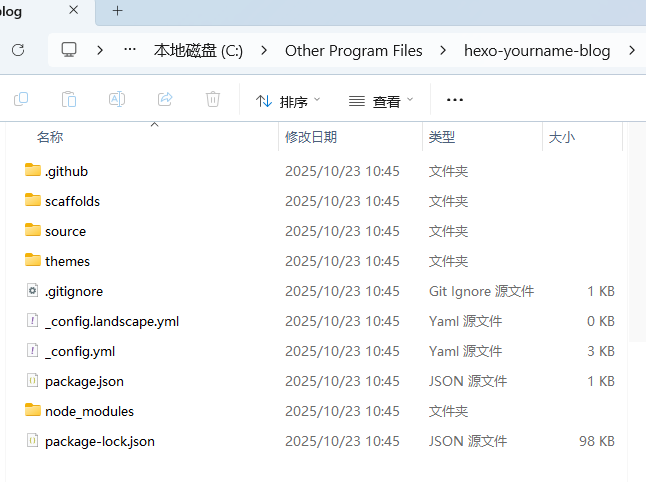 blog
本地磁盘 (C:) Other Program Files hexo-yourname-blog
排序 查看
名称 修改日期 类型 大小
.github 2025/10/23 10:45 文件夹
scaffolds 2025/10/23 10:45 文件夹
source 2025/10/23 10:45 文件夹
themes 2025/10/23 10:45 文件夹
.gitignore 2025/10/23 10:45 Git Ignore 源文件 1 KB
_config.landscape.yml 2025/10/23 10:45 Yaml 源文件 0 KB
_config.yml 2025/10/23 10:45 Yaml 源文件 3 KB
package.json 2025/10/23 10:45 JSON 源文件 1 KB
node_modules 2025/10/23 10:45 文件夹
package-lock.json 2025/10/23 10:45 JSON 源文件 98 KB